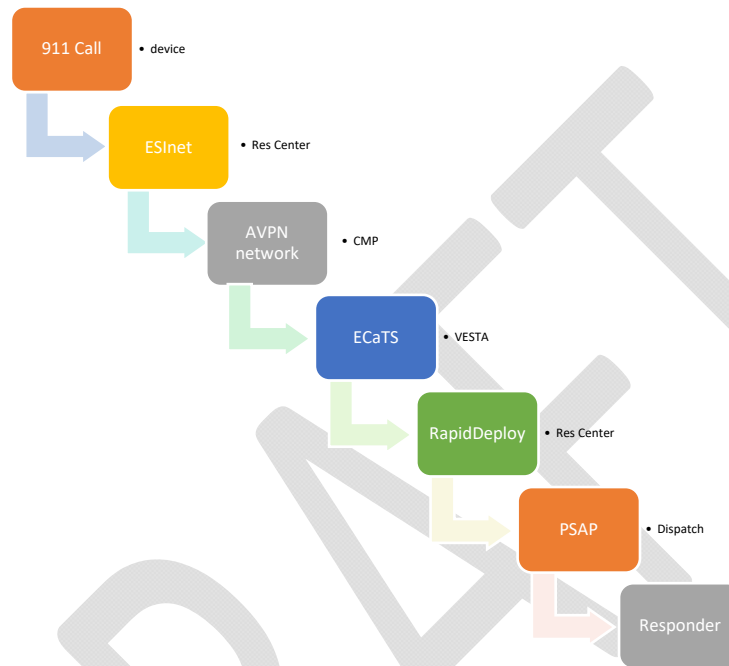 911 Call
• device
ESInet
• Res Center
AVPN
network
• CMP
ECaTS
• VESTA
RapidDeploy
• Res Center
PSAP
• Dispatch
Responder